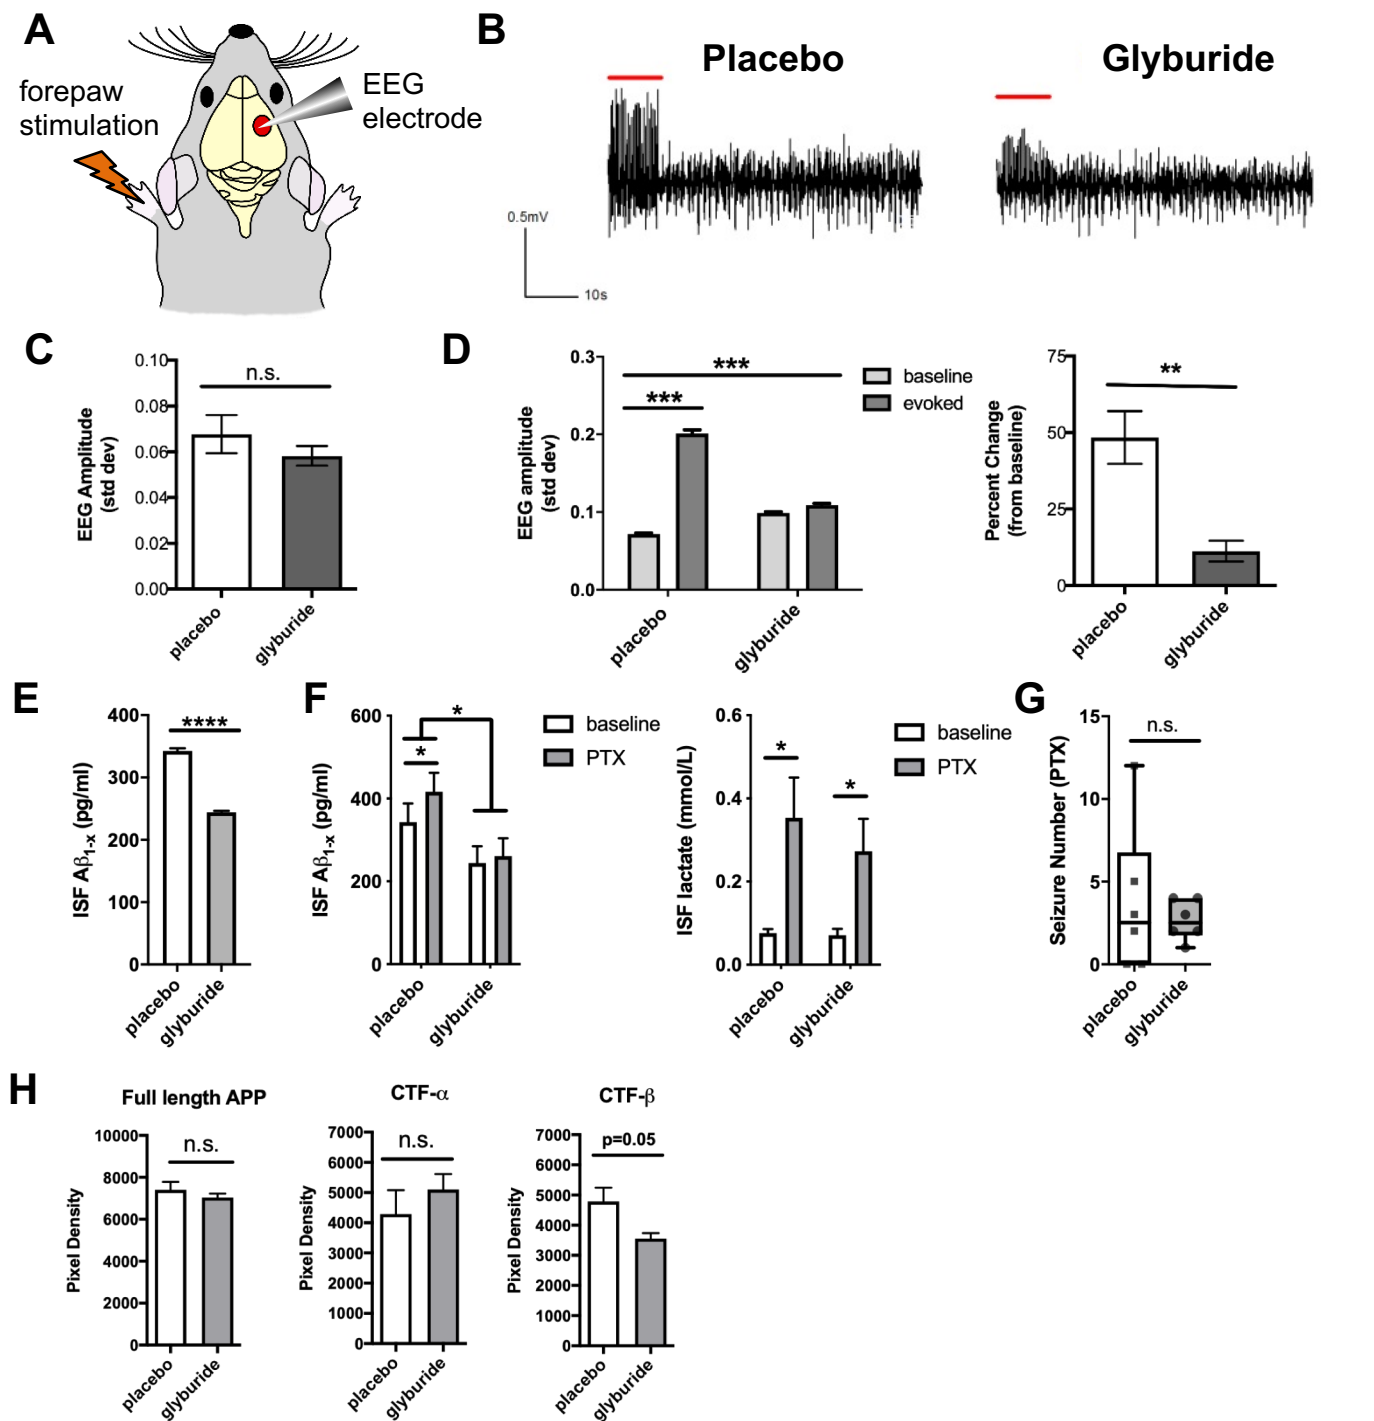 A
forepaw
stimulation
EEG
electrode
B
Placebo
Glyburide
0.5mV
10s
C
0.10
0.08
0.06
0.04
0.02
0.00
EEG Amplitude
(std dev)
n.s.
placebo
glyburide
D
0.3
0.2
0.1
0.0
EEG amplitude
(std dev)
***
***
baseline
evoked
placebo
glyburide
75
50
25
0
Percent Change
(from baseline)
**
placebo
glyburide
E
400
300
200
100
0
ISF Aβ1-x (pg/ml)
****
placebo
glyburide
F
600
400
200
0
ISF Aβ1-x (pg/ml)
*
*
baseline
PTX
placebo
glyburide
0.6
0.4
0.2
0.0
ISF lactate (mmol/L)
*
*
baseline
PTX
placebo
glyburide
G
15
10
5
0
Seizure Number (PTX)
n.s.
placebo
glyburide
H
Full length APP
10000
8000
6000
4000
2000
0
Pixel Density
n.s.
placebo
glyburide
CTF-α
7000
6000
5000
4000
3000
2000
1000
0
Pixel Density
n.s.
placebo
glyburide
CTF-β
7000
6000
5000
4000
3000
2000
1000
0
Pixel Density
p=0.05
placebo
glyburide